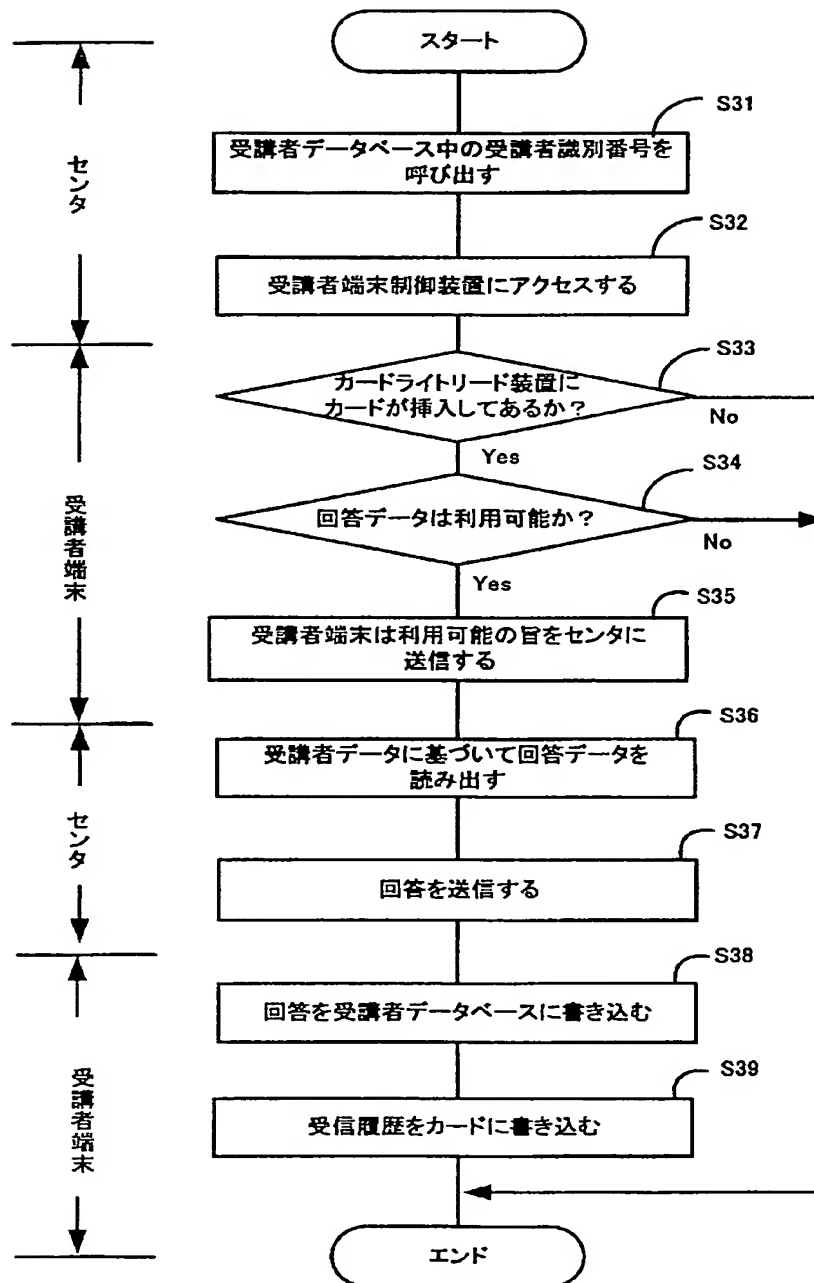 スタート
S31
受講者データベース中の受講者識別番号を
呼び出す
S32
受講者端末制御装置にアクセスする
センタ
S33
カードライトリード装置に
カードが挿入してあるか？
No
Yes
S34
回答データは利用可能か？
No
Yes
S35
受講者端末は利用可能の旨をセンタに
送信する
受講者端末
S36
受講者データに基づいて回答データを
読み出す
S37
回答を送信する
センタ
S38
回答を受講者データベースに書き込む
S39
受信履歴をカードに書き込む
受講者端末
エンド